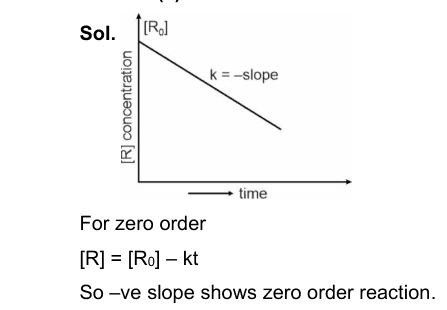 Sol.
[R₀]
k = –slope
[R] concentration
time
For zero order
[R] = [R₀] – kt
So –ve slope shows zero order reaction.